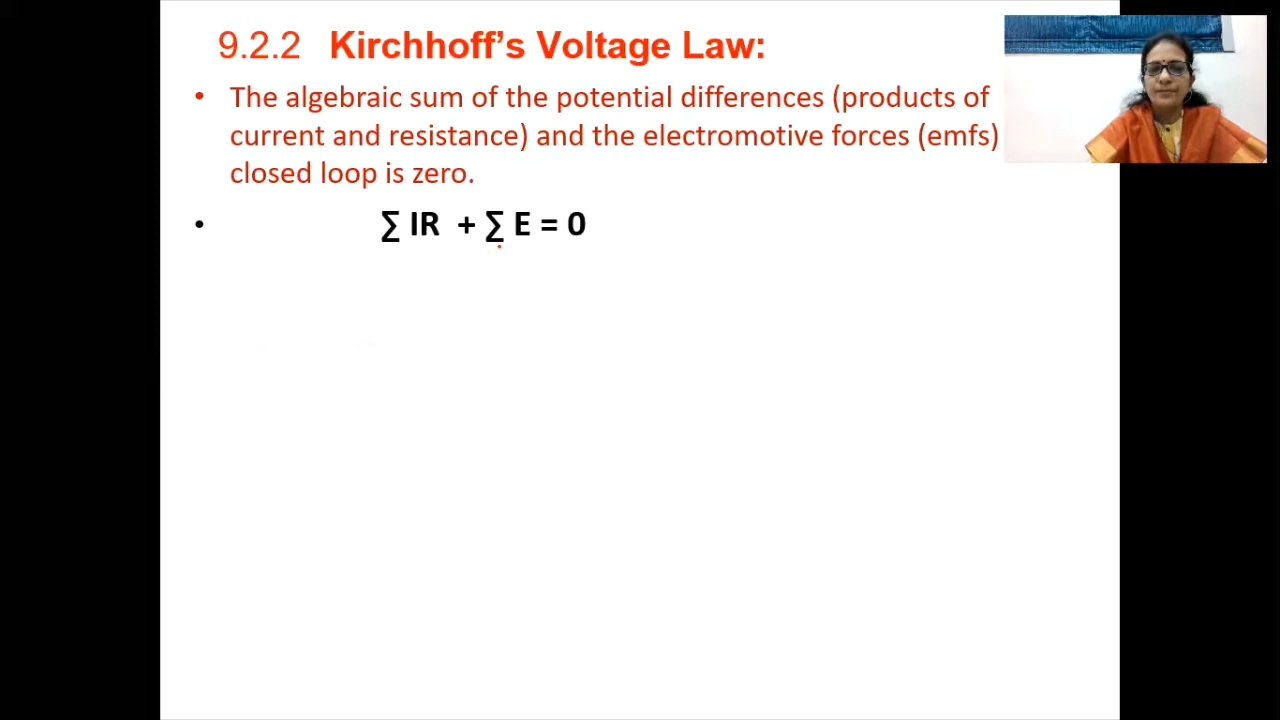 9.2.2 Kirchhoff's Voltage Law:
• The algebraic sum of the potential differences (products of
current and resistance) and the electromotive forces (emfs)
closed loop is zero.
• ∑ IR + ∑ E = 0